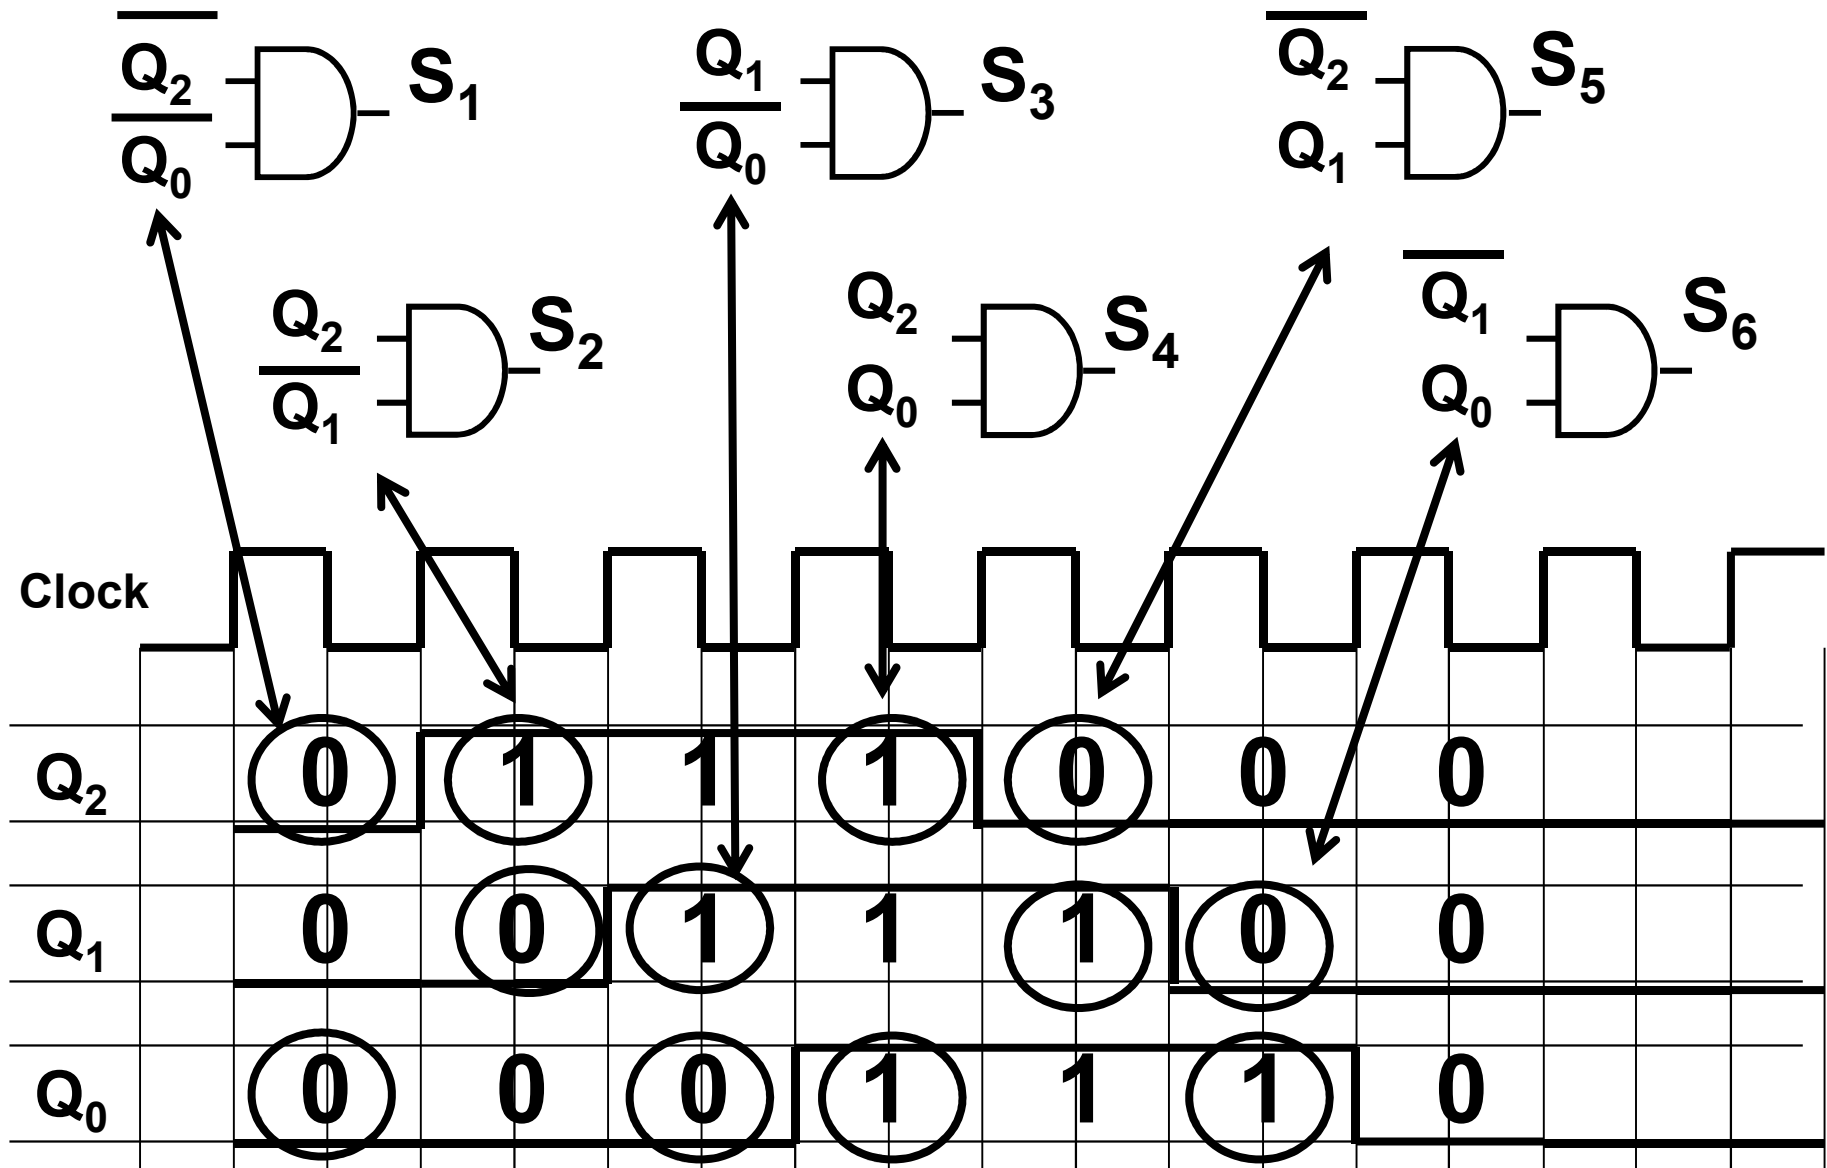 Q̅₂ S₁ Q₁ S₃ Q̅₂ S₅
Q̅₀ Q̅₀ Q₁
Q₂ S₂ Q₂ S₄ Q̅₁ S₆
Q̅₁ Q₀ Q₀
Clock
Q₂ 0 1 1 1 0 0 0
Q₁ 0 0 1 1 1 0 0
Q₀ 0 0 0 1 1 1 0